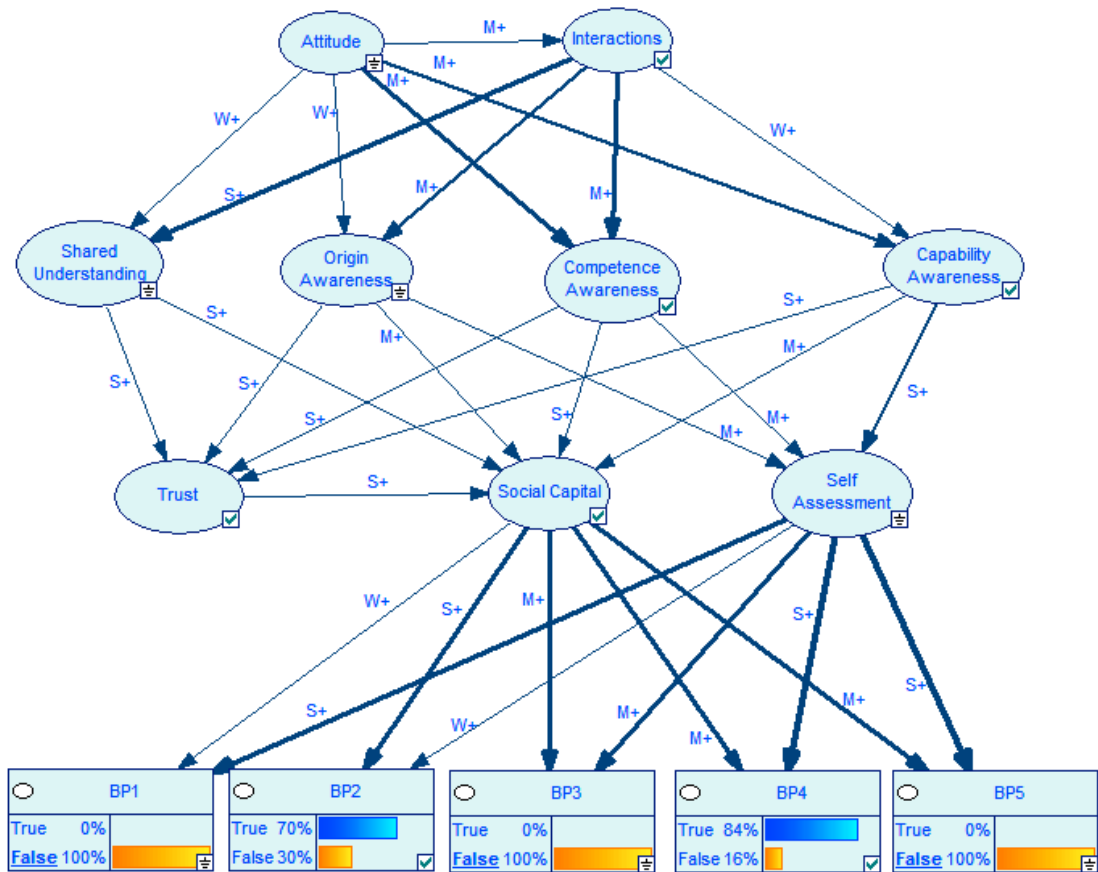 Attitude
M+
Interactions
M+
M+
W+
W+
W+
S+
M+
M+
Shared
Understanding
Origin
Awareness
Competence
Awareness
Capability
Awareness
S+
S+
M+
M+
S+
S+
S+
S+
M+
M+
Trust
S+
Social Capital
Self
Assessment
W+
S+
M+
S+
S+
S+
W+
M+
M+
M+
BP1
True 0%
False 100%
BP2
True 70%
False 30%
BP3
True 0%
False 100%
BP4
True 84%
False 16%
BP5
True 0%
False 100%